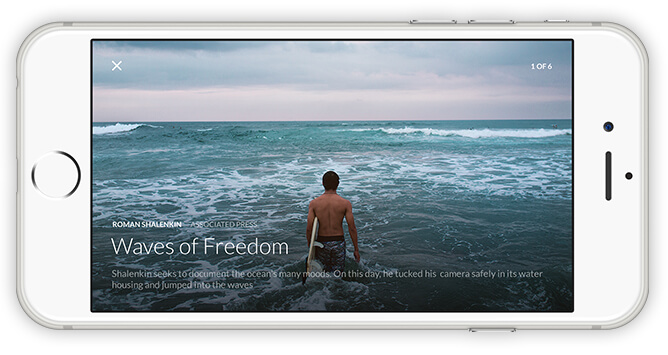 1 OF 6
ROMAN SHALENKIN — ASSOCIATED PRESS
Waves of Freedom
Shalenkin seeks to document the ocean's many moods. On this day, he tucked his camera safely in its water
housing and jumped into the waves